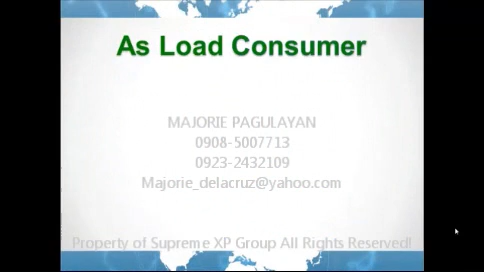 As Load Consumer
MAJORIE PAGULAYAN
0908-5007713
0923-2432109
Majorie_delacruz@yahoo.com
Property of Supreme XP Group All Rights Reserved!